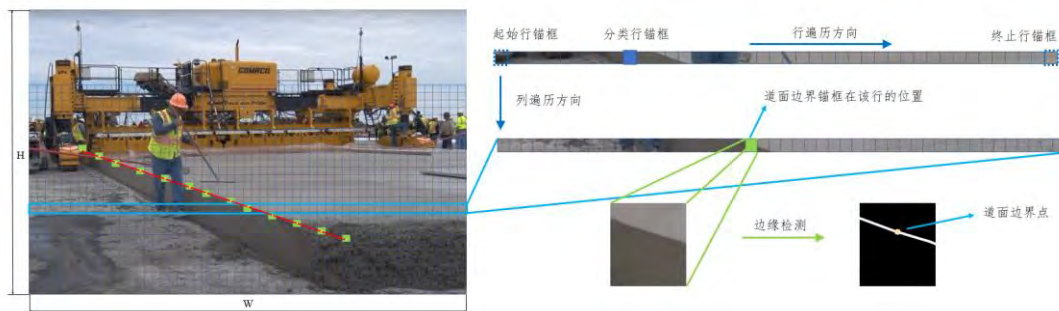 起始行锚框
分类行锚框
行遍历方向
终止行锚框
列遍历方向
道面边界锚框在该行的位置
边缘检测
道面边界点
H
W
GOMACO